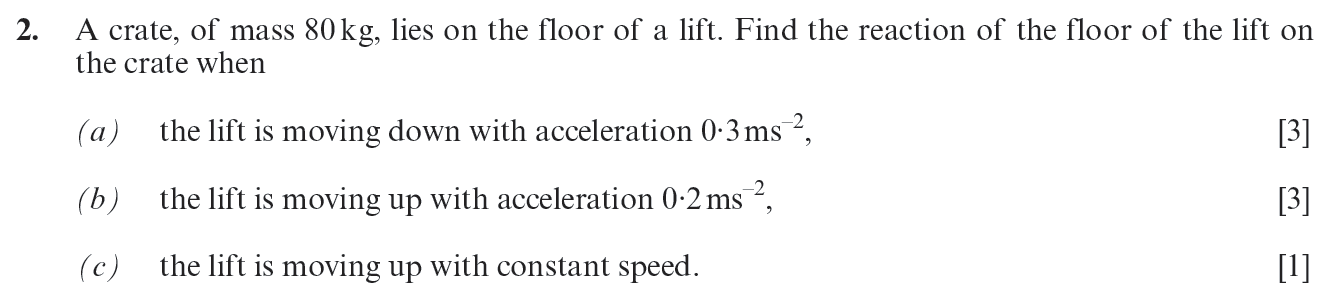 2. A crate, of mass 80 kg, lies on the floor of a lift. Find the reaction of the floor of the lift on
the crate when
(a) the lift is moving down with acceleration 0·3 ms⁻², [3]
(b) the lift is moving up with acceleration 0·2 ms⁻², [3]
(c) the lift is moving up with constant speed. [1]